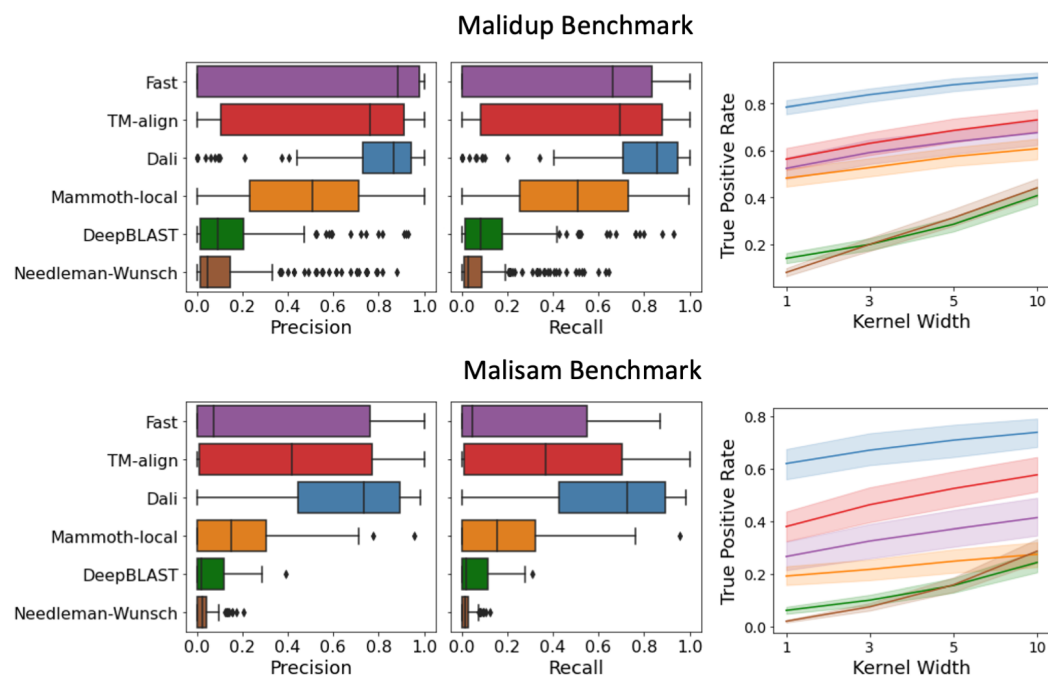 Malidup Benchmark
Fast
TM-align
Dali
Mammoth-local
DeepBLAST
Needleman-Wunsch
0.0 0.2 0.4 0.6 0.8 1.0
Precision
0.0 0.2 0.4 0.6 0.8 1.0
Recall
True Positive Rate
0.8
0.6
0.4
0.2
1 3 5 10
Kernel Width
Malisam Benchmark
Fast
TM-align
Dali
Mammoth-local
DeepBLAST
Needleman-Wunsch
0.0 0.2 0.4 0.6 0.8 1.0
Precision
0.0 0.2 0.4 0.6 0.8 1.0
Recall
True Positive Rate
0.8
0.6
0.4
0.2
0.0
1 3 5 10
Kernel Width